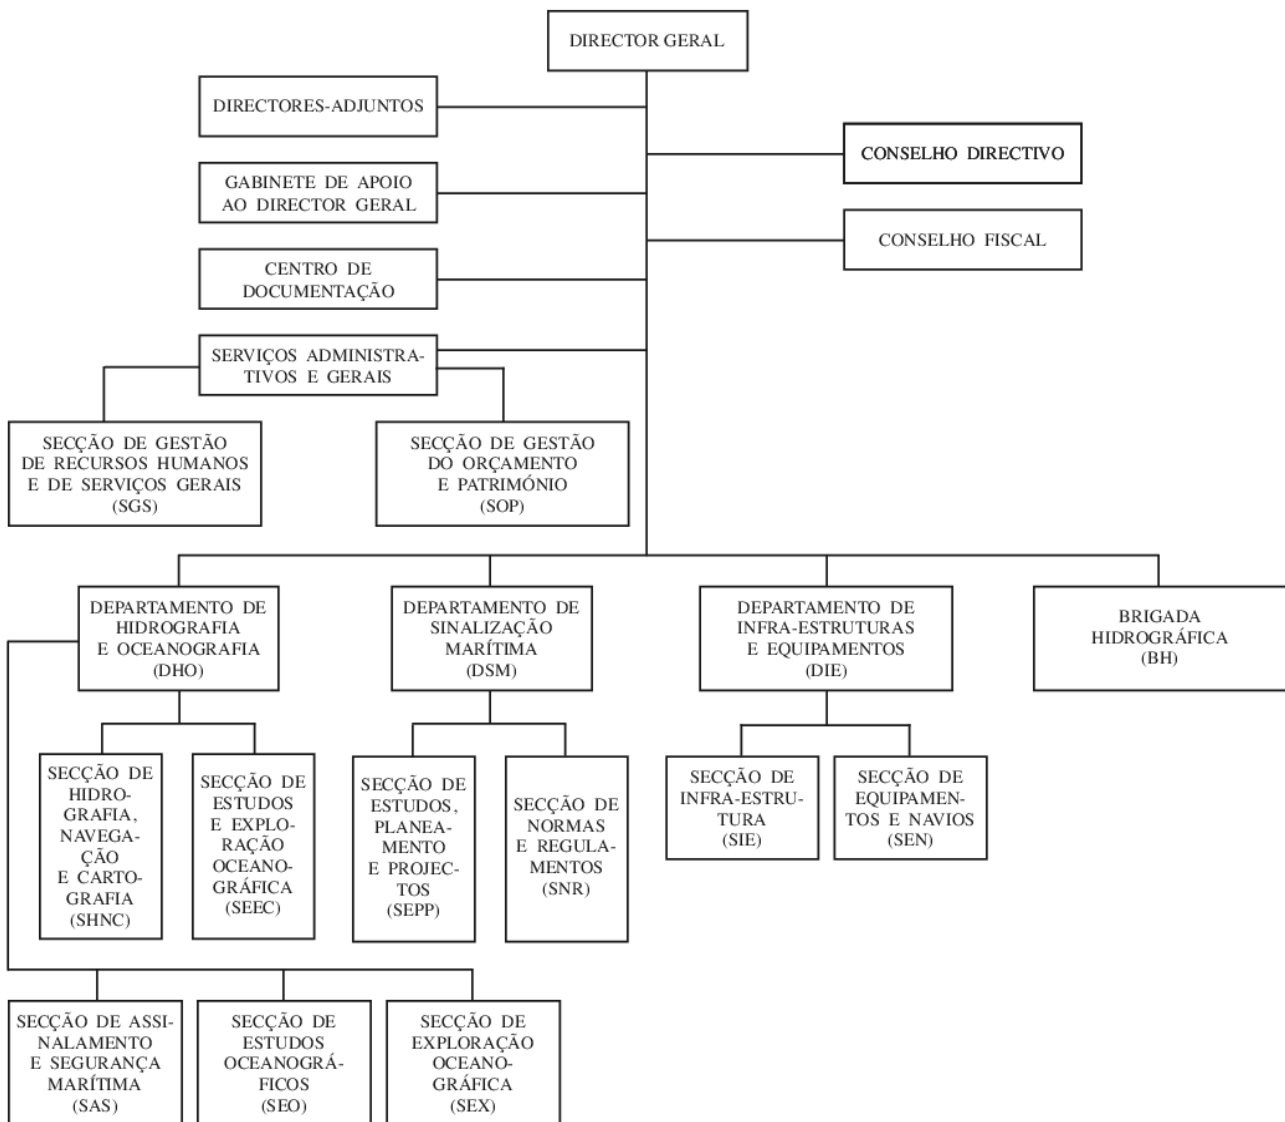 DIRECTOR GERAL
DIRECTORES-ADJUNTOS
CONSELHO DIRECTIVO
GABINETE DE APOIO
AO DIRECTOR GERAL
CONSELHO FISCAL
CENTRO DE
DOCUMENTAÇÃO
SERVIÇOS ADMINISTRA-
TIVOS E GERAIS
SECÇÃO DE GESTÃO
DE RECURSOS HUMANOS
E DE SERVIÇOS GERAIS
(SGS)
SECÇÃO DE GESTÃO
DO ORÇAMENTO
E PATRIMÓNIO
(SOP)
DEPARTAMENTO DE
HIDROGRAFIA
E OCEANOGRAFIA
(DHO)
DEPARTAMENTO DE
SINALIZAÇÃO
MARÍTIMA
(DSM)
DEPARTAMENTO DE
INFRA-ESTRUTURAS
E EQUIPAMENTOS
(DIE)
BRIGADA
HIDROGRÁFICA
(BH)
SECÇÃO DE
HIDRO-
GRAFIA,
NAVEGA-
ÇÃO
E CARTO-
GRAFIA
(SHNC)
SECÇÃO DE
ESTUDOS
E EXPLO-
RAÇÃO
OCEANO-
GRÁFICA
(SEEC)
SECÇÃO DE
ESTUDOS,
PLANEA-
MENTO
E PROJEC-
TOS
(SEPP)
SECÇÃO DE
NORMAS
E REGULA-
MENTOS
(SNR)
SECÇÃO DE
INFRA-ESTRU-
TURA
(SIE)
SECÇÃO DE
EQUIPAMEN-
TOS E NAVIOS
(SEN)
SECÇÃO DE ASSI-
NALAMENTO
E SEGURANÇA
MARÍTIMA
(SAS)
SECÇÃO DE
ESTUDOS
OCEANOGRÁ-
FICOS
(SEO)
SECÇÃO DE
EXPLORAÇÃO
OCEANO-
GRÁFICA
(SEX)